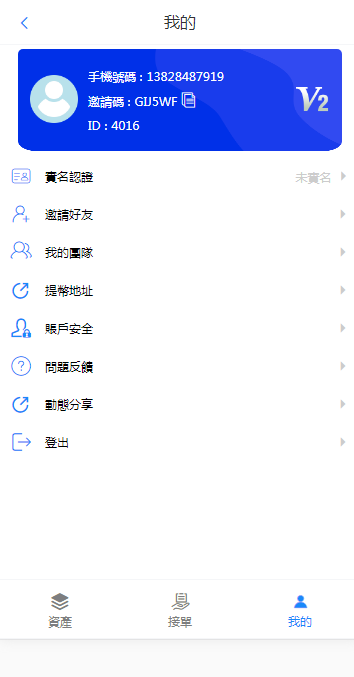 我的
手機號碼 : 13828487919
邀請碼 : GIJ5WF
ID : 4016
V2
實名認證 未實名
邀請好友
我的團隊
提幣地址
賬戶安全
問題反饋
動態分享
登出
資產 接單 我的